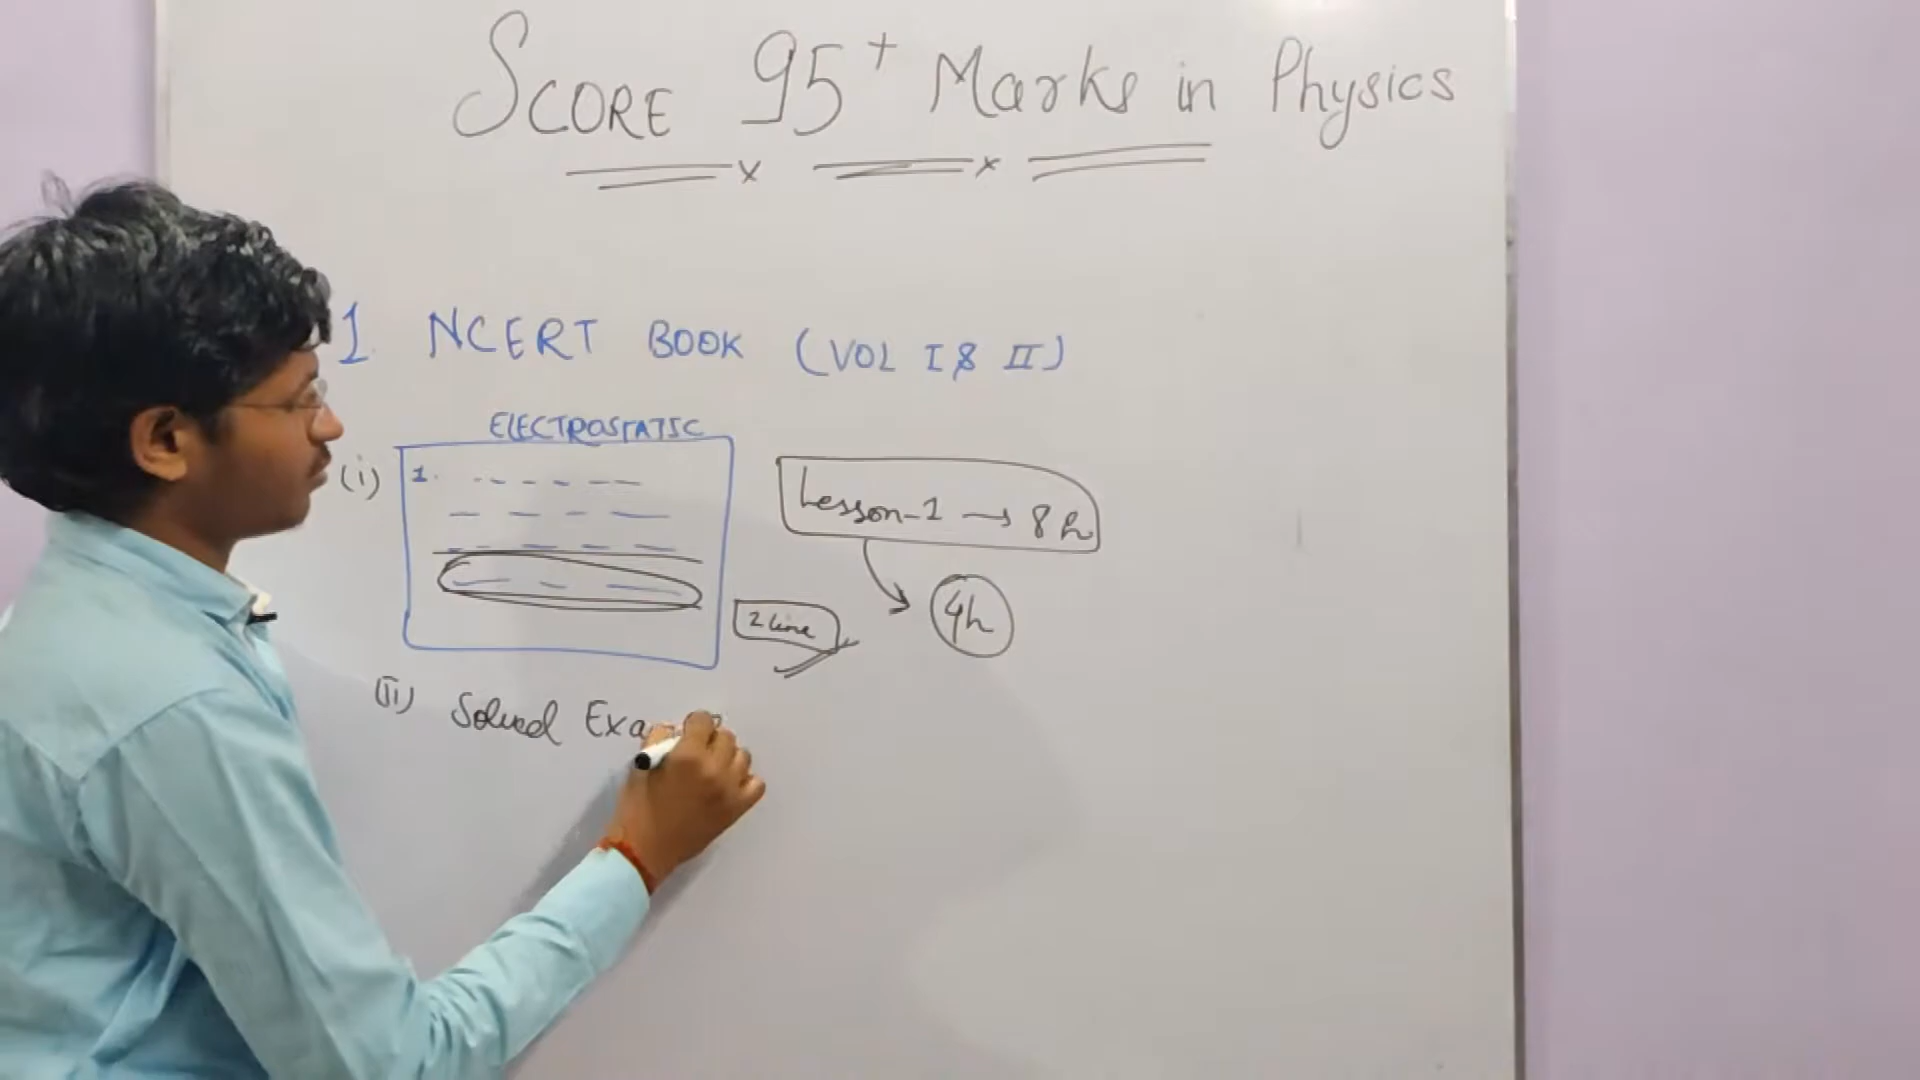 SCORE 95+ Marks in Physics
1. NCERT BOOK (VOL I & II)
ELECTROSTATIC
(i)
1.
Lesson-1 → 8 h
2 line
4h
(ii) Solved Exam